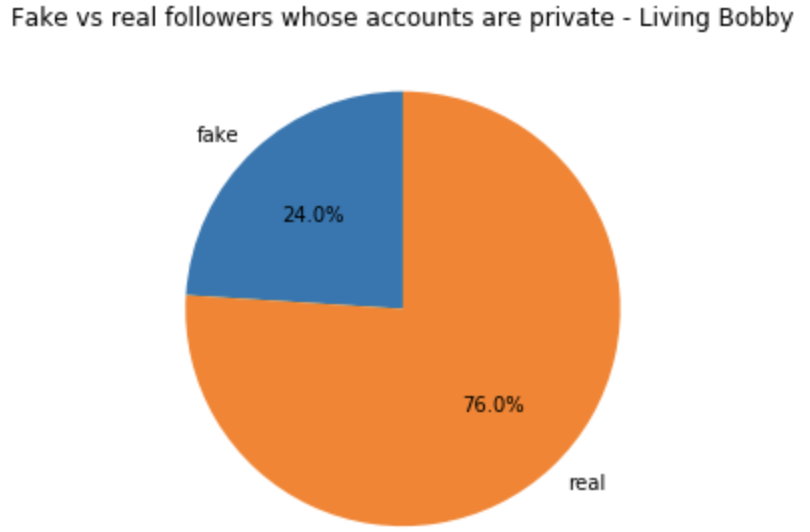 Fake vs real followers whose accounts are private - Living Bobby
fake
24.0%
76.0%
real